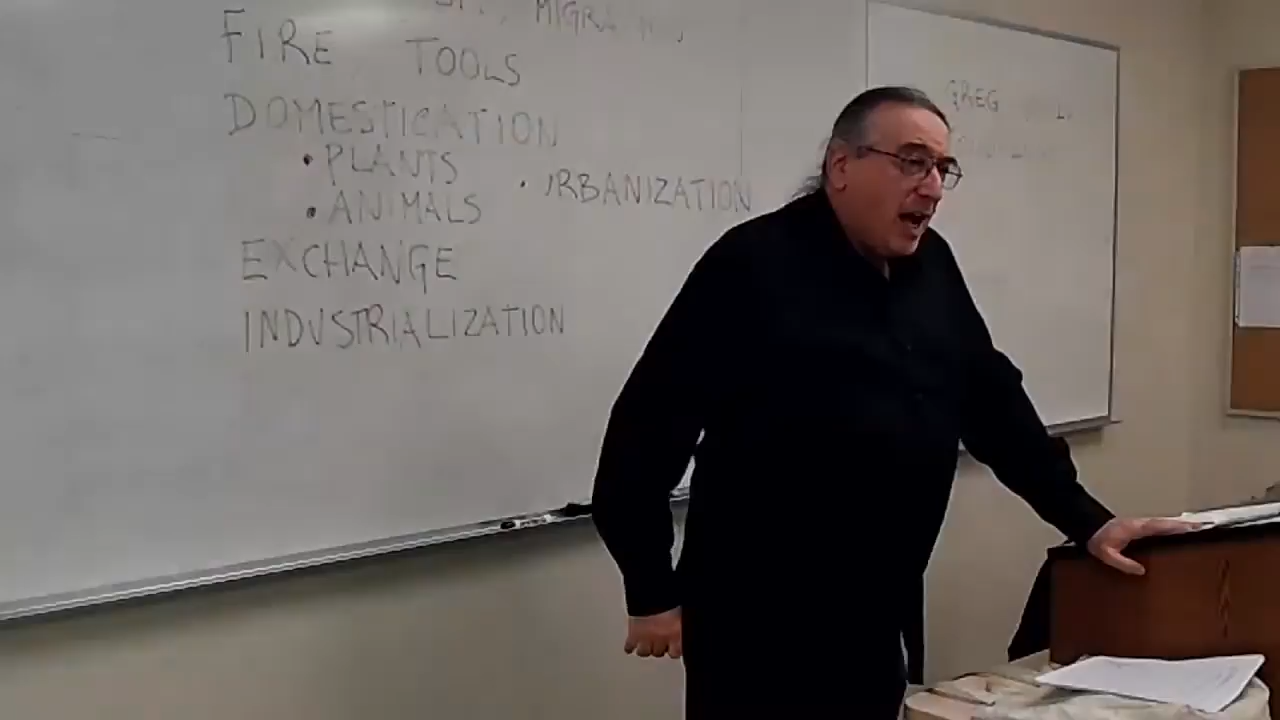 FIRE TOOLS
DOMESTICATION
• PLANTS
• URBANIZATION
• ANIMALS
EXCHANGE
INDUSTRIALIZATION
GREG